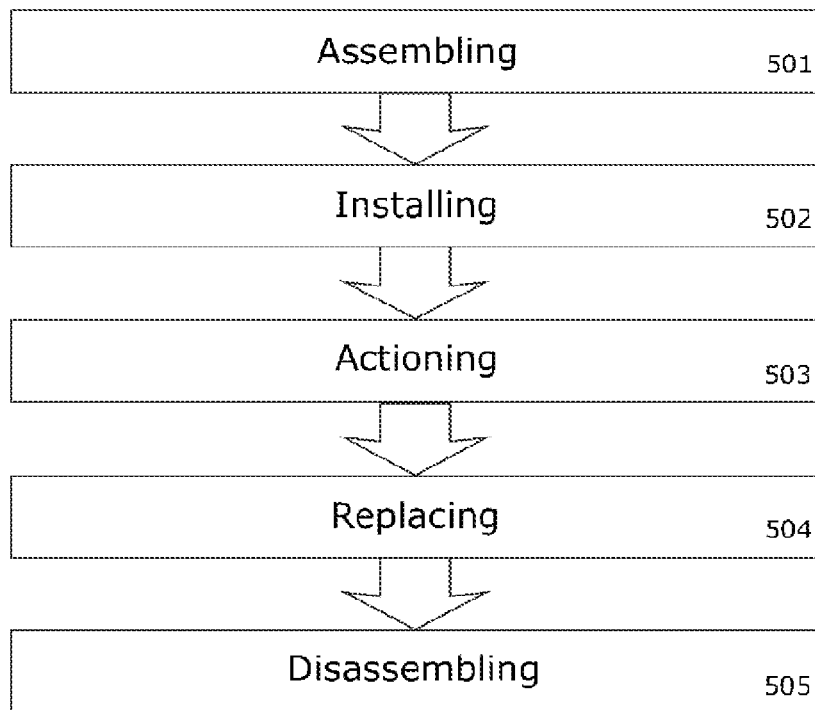 Assembling
501
Installing
502
Actioning
503
Replacing
504
Disassembling
505